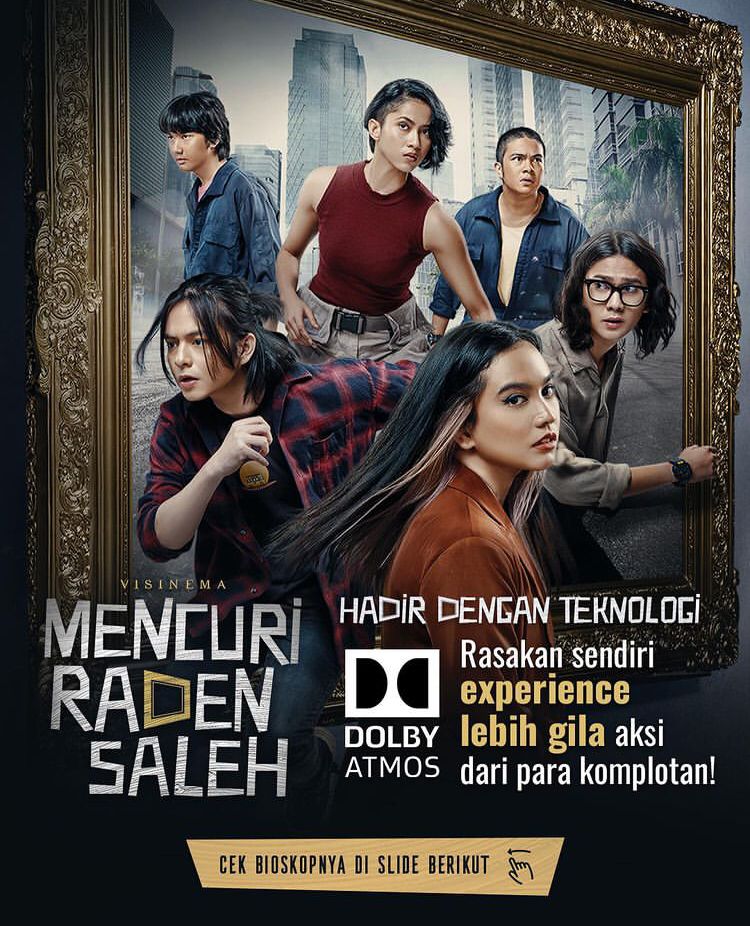 VISINEMA
MENCURI
RADEN
SALEH
HADIR DENGAN TEKNOLOGI
DOLBY
ATMOS
Rasakan sendiri
experience
lebih gila aksi
dari para komplotan!
CEK BIOSKOPNYA DI SLIDE BERIKUT